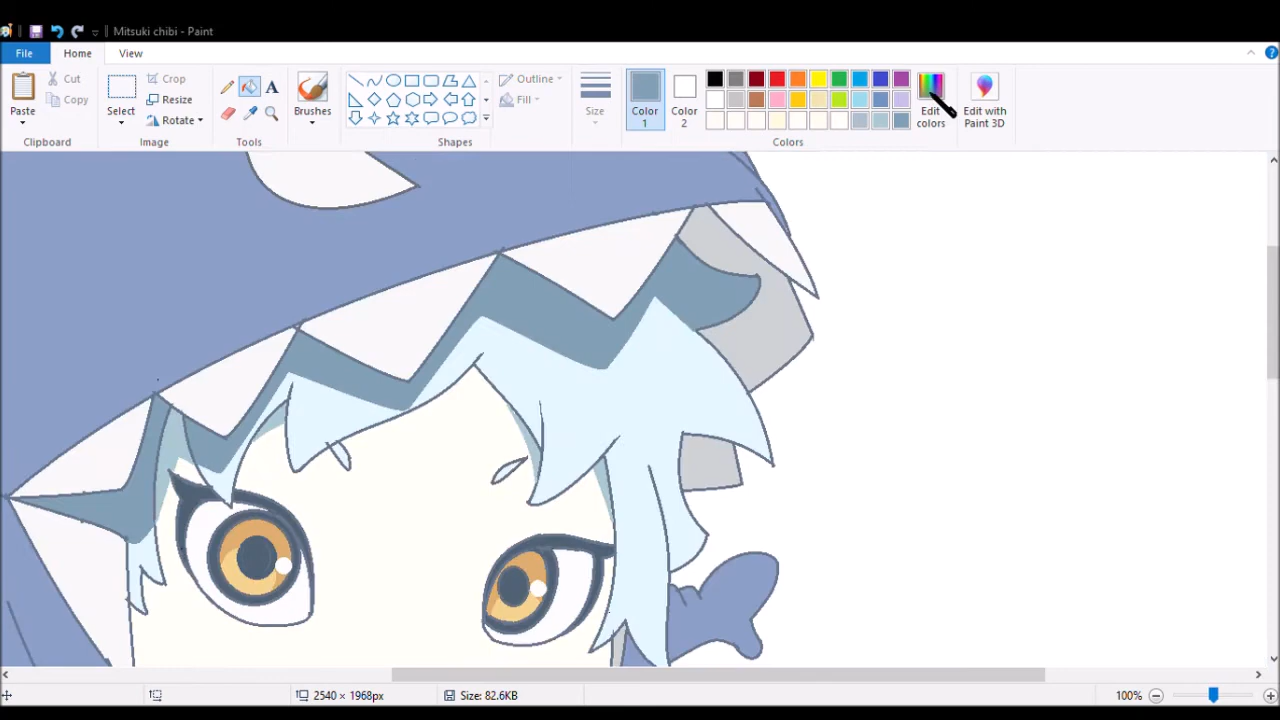 Mitsuki chibi - Paint
File Home View
Paste Cut Copy
Clipboard
Select Crop Resize Rotate
Image
Tools
Brushes
Outline Fill
Shapes
Size
Color 1
Color 2
Edit colors
Colors
Edit with Paint 3D
2540 × 1968px
Size: 82.6KB
100%